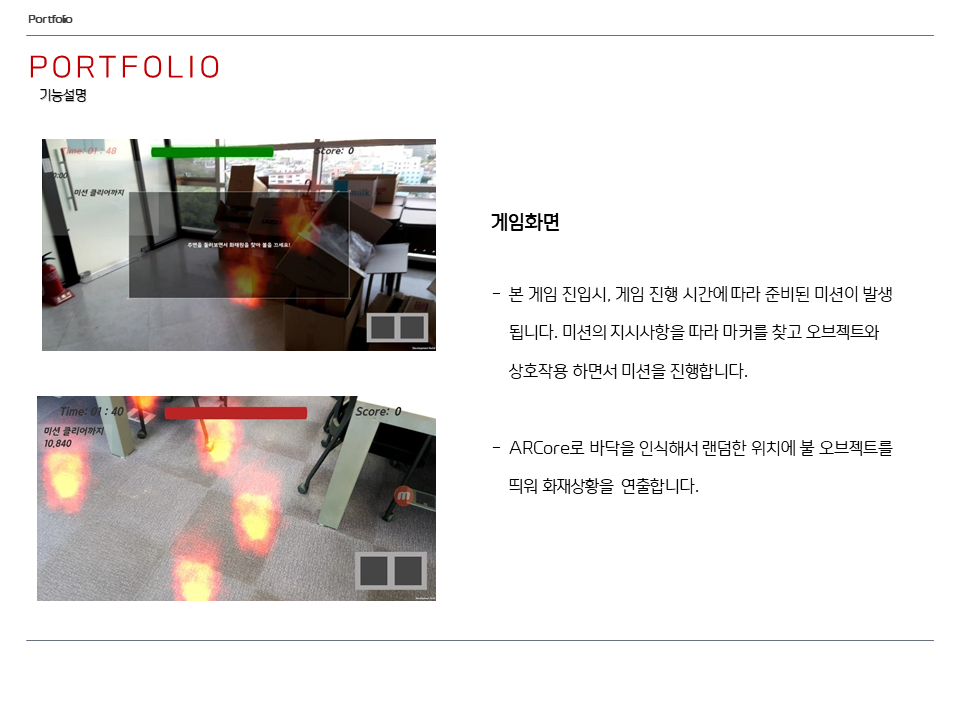 Portfolio
PORTFOLIO
기능설명
Time: 01 : 48
Score: 0
00:00
미션 클리어까지
주변을 둘러보면서 화재원을 찾아 불을 끄세요!
Development Build
게임화면
- 본 게임 진입시, 게임 진행 시간에 따라 준비된 미션이 발생
됩니다. 미션의 지시사항을 따라 마커를 찾고 오브젝트와
상호작용 하면서 미션을 진행합니다.
- ARCore로 바닥을 인식해서 랜덤한 위치에 불 오브젝트를
띄워 화재상황을 연출합니다.
Time: 01 : 40
Score: 0
미션 클리어까지
10,840
Development Build